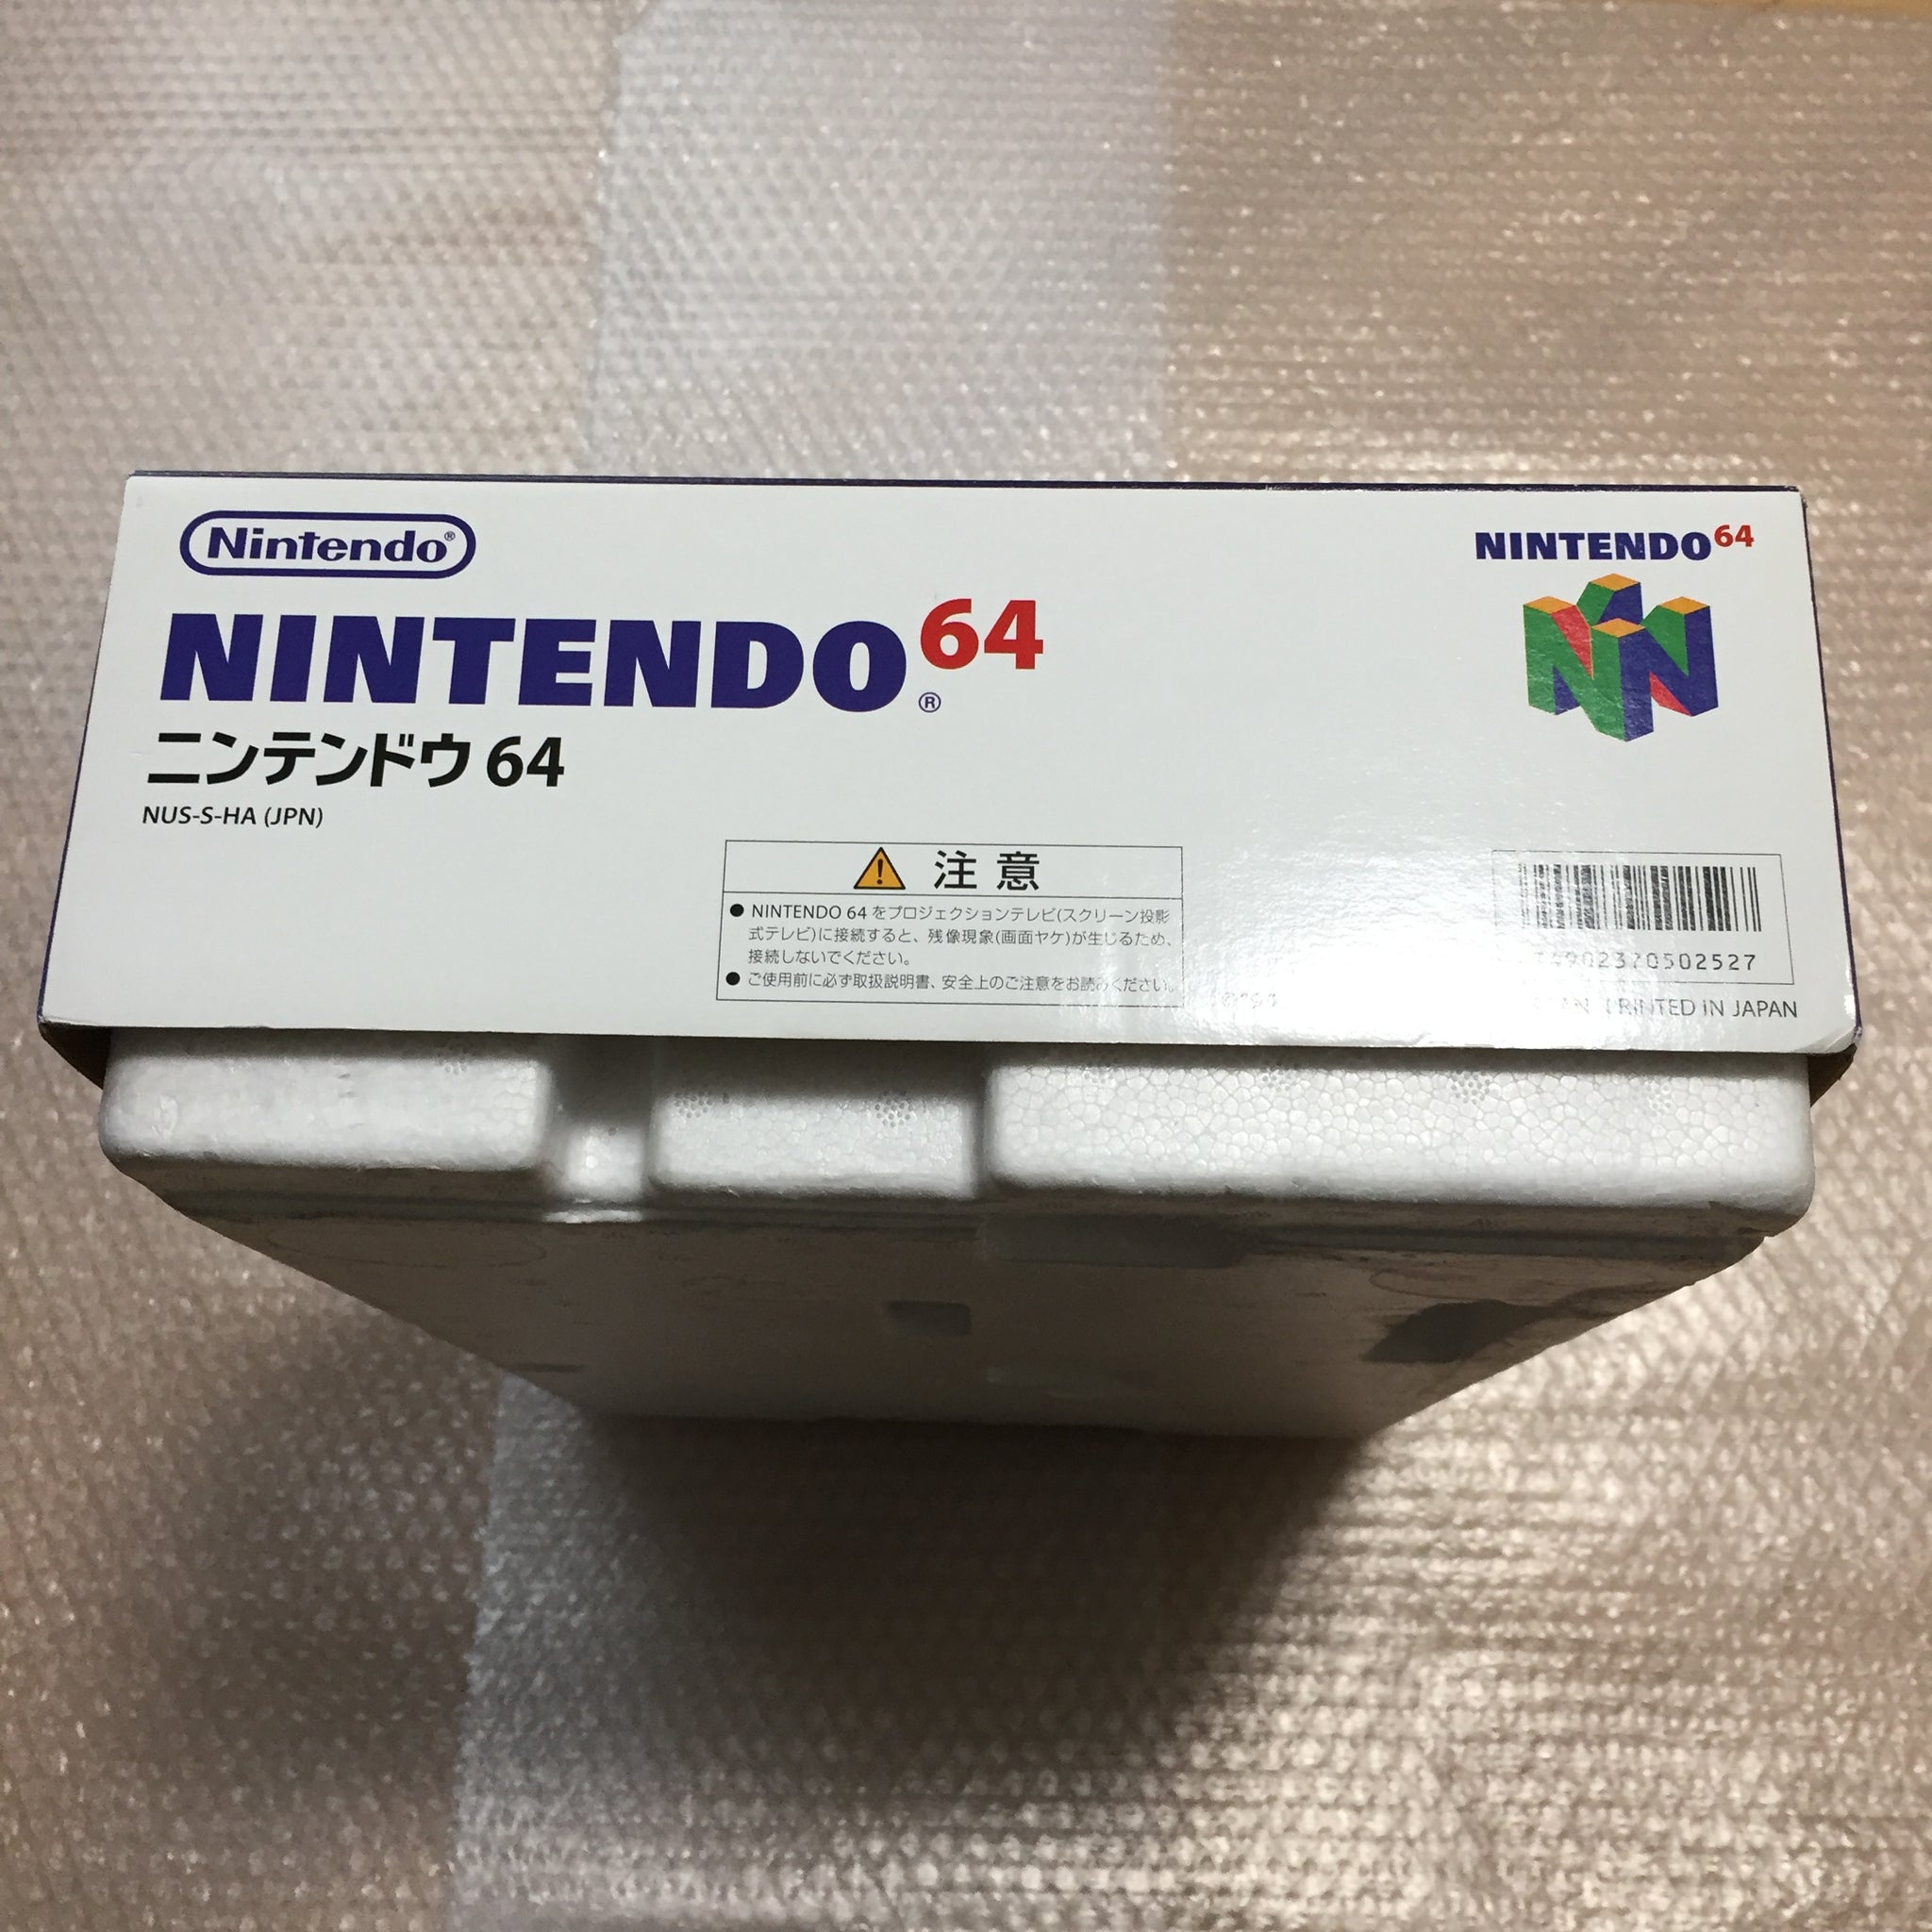 Nintendo®
NINTENDO64®
ニンテンドウ64
NUS-S-HA (JPN)
NINTENDO64
注意
● NINTENDO 64 をプロジェクションテレビ(スクリーン投影
式テレビ)に接続すると、残像現象(画面ヤケ)が生じるため、
接続しないでください。
● ご使用前に必ず取扱説明書、安全上のご注意をお読みください。
4902370502527
PRINTED IN JAPAN